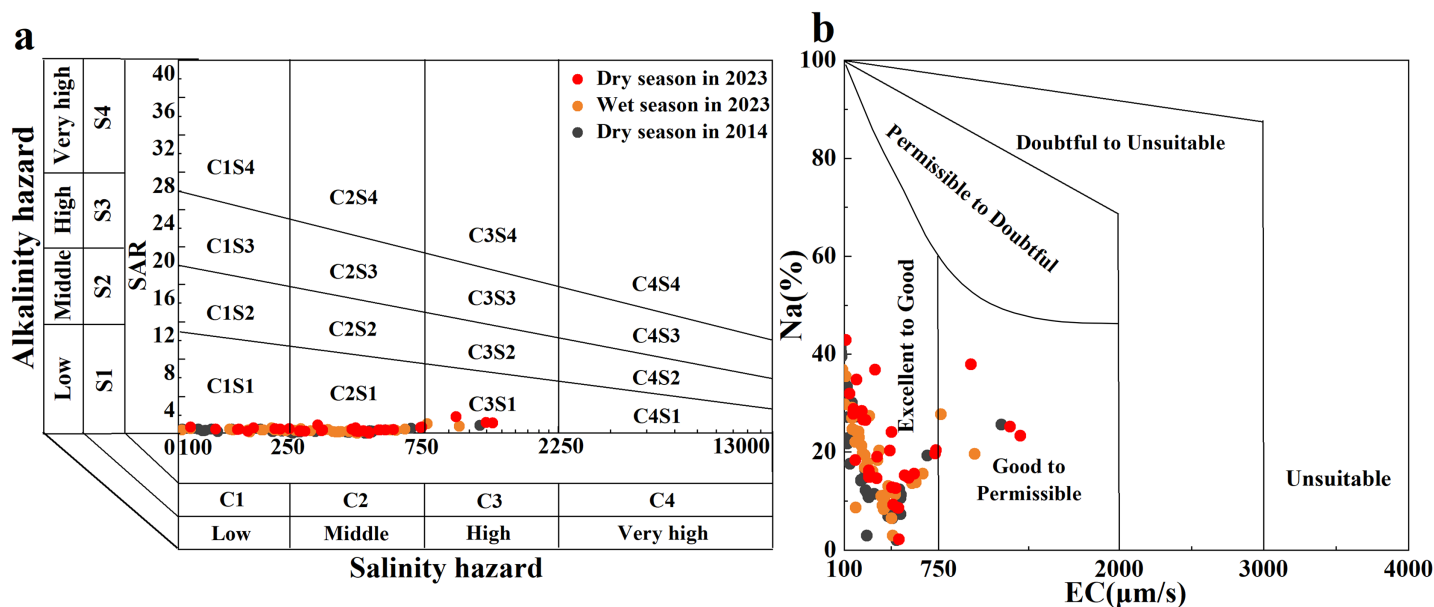 a
Alkalinity hazard
Very high
High
Middle
Low
S4
S3
S2
S1
SAR
40
36
32
28
24
20
16
12
8
4
0
100
250
750
2250
13000
Dry season in 2023
Wet season in 2023
Dry season in 2014
C1S4
C2S4
C3S4
C4S4
C1S3
C2S3
C3S3
C4S3
C1S2
C2S2
C3S2
C4S2
C1S1
C2S1
C3S1
C4S1
C1
C2
C3
C4
Low
Middle
High
Very high
Salinity hazard
b
Na(%)
100
80
60
40
20
0
Doubtful to Unsuitable
Permissible to Doubtful
Excellent to Good
Good to
Permissible
Unsuitable
100
750
2000
3000
4000
EC(μm/s)